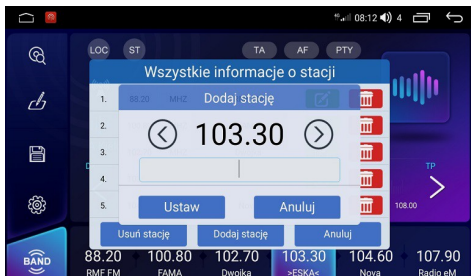 4G 08:12 4
LOC ST TA AF PTY
Wszystkie informacje o stacji
1. 88.20 MHZ Dodaj stację
2.
103.30
3.
4.
TP
5. Ustaw Anuluj 108.00
Usuń stację Dodaj stację Anuluj
BAND 88.20 100.80 102.70 103.30 104.60 107.90
RMF FM FAMA Dwojka >ESKA< Nova Radio eM